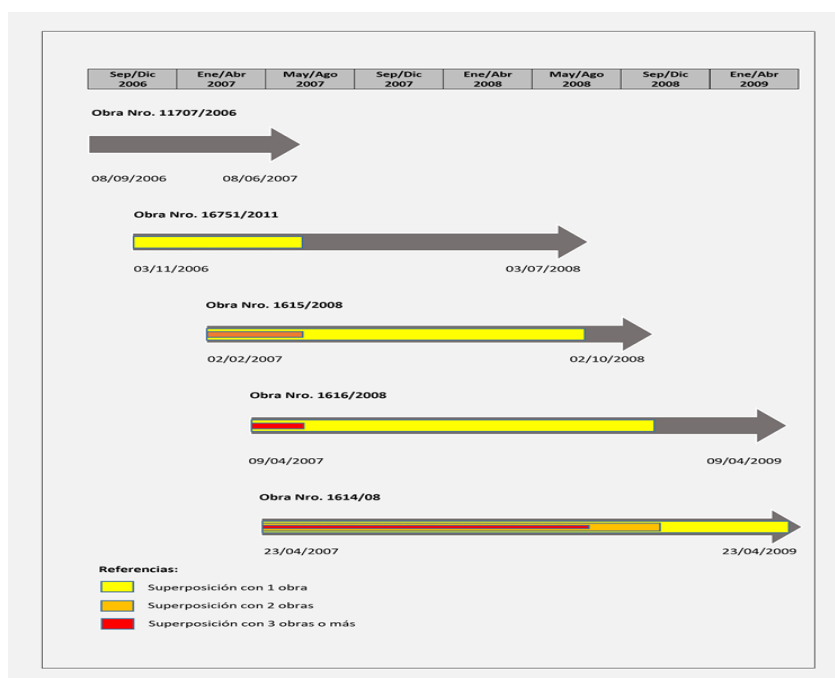 Sep/Dic 2006 Ene/Abr 2007 May/Ago 2007 Sep/Dic 2007 Ene/Abr 2008 May/Ago 2008 Sep/Dic 2008 Ene/Abr 2009
Obra Nro. 11707/2006
08/09/2006 08/06/2007
Obra Nro. 16751/2011
03/11/2006 03/07/2008
Obra Nro. 1615/2008
02/02/2007 02/10/2008
Obra Nro. 1616/2008
09/04/2007 09/04/2009
Obra Nro. 1614/08
23/04/2007 23/04/2009
Referencias:
Superposición con 1 obra
Superposición con 2 obras
Superposición con 3 obras o más